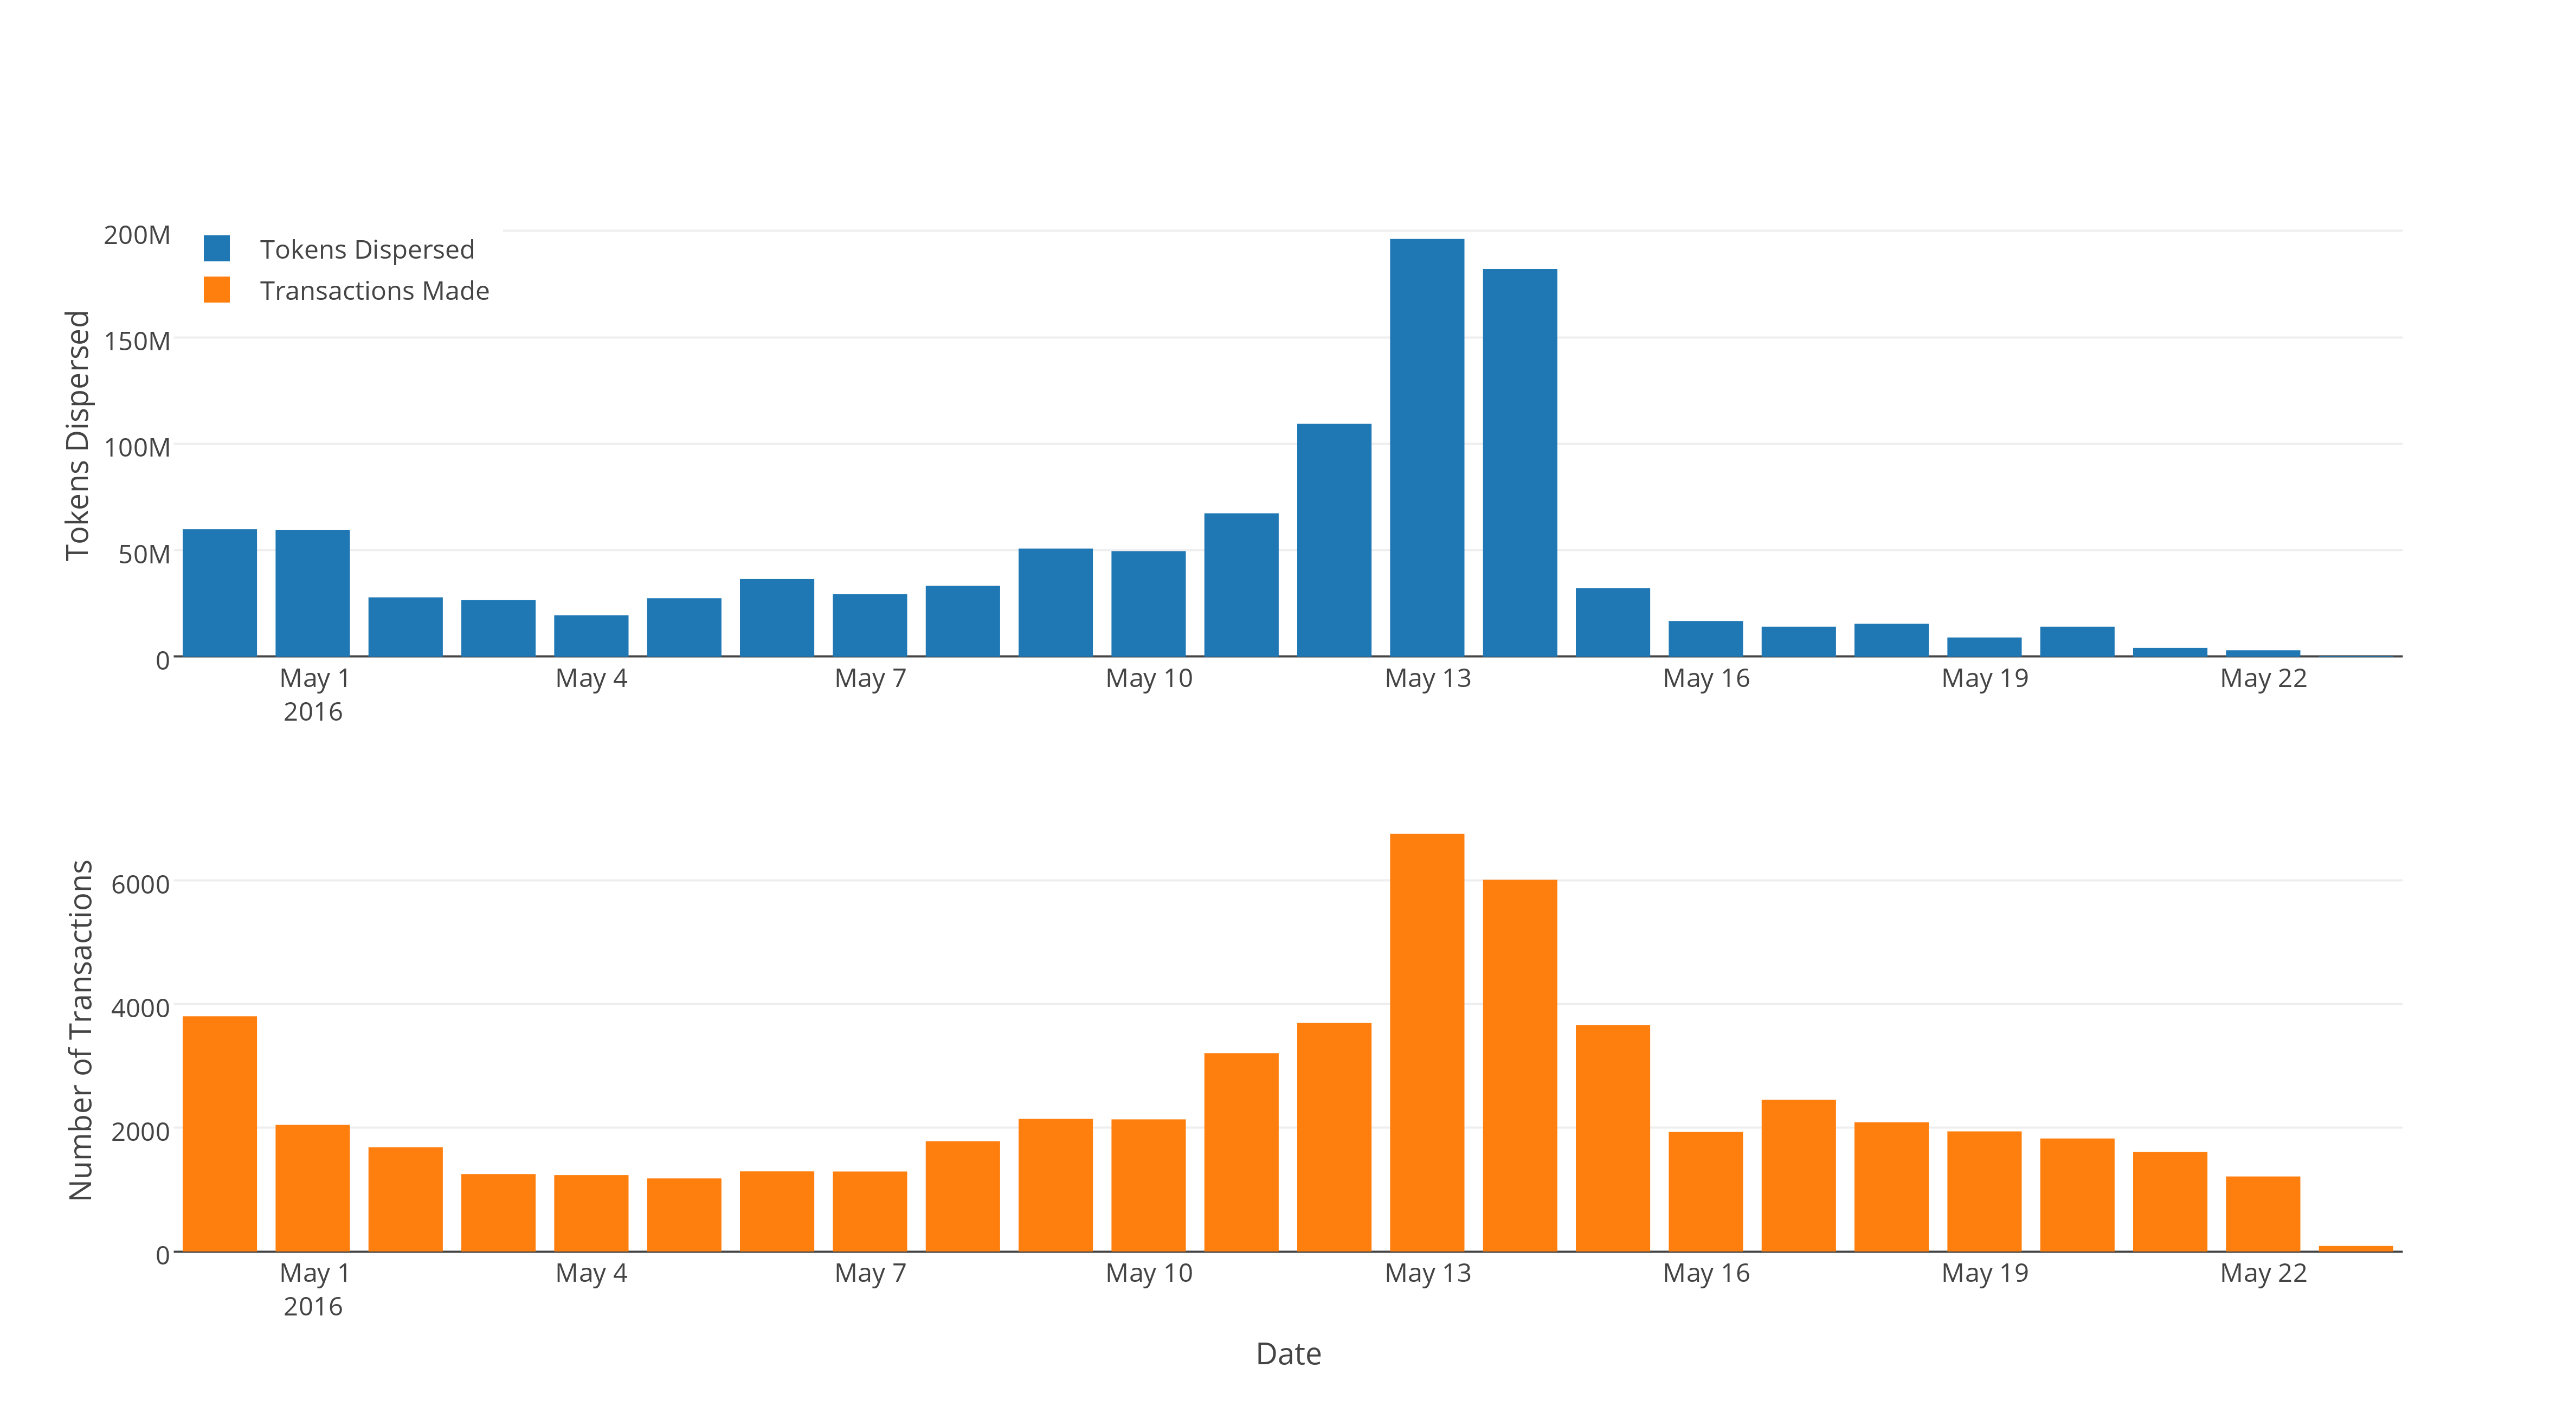 Tokens Dispersed
Transactions Made
Tokens Dispersed
200M
150M
100M
50M
0
May 1
2016
May 4
May 7
May 10
May 13
May 16
May 19
May 22
Number of Transactions
6000
4000
2000
0
May 1
2016
May 4
May 7
May 10
May 13
May 16
May 19
May 22
Date